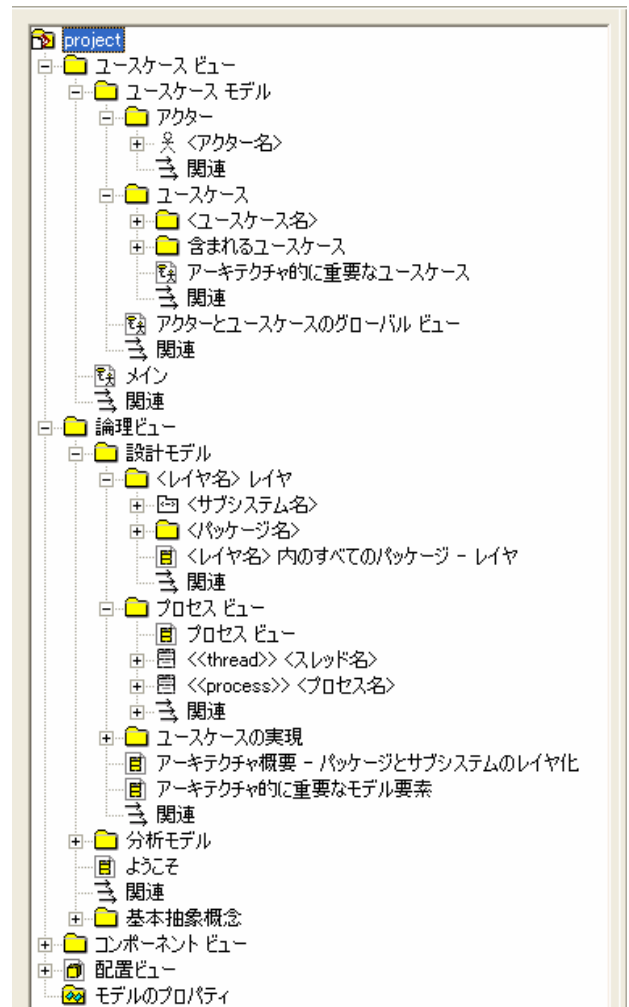 project
ユースケース ビュー
ユースケース モデル
アクター
<アクター名>
関連
ユースケース
<ユースケース名>
含まれるユースケース
アーキテクチャ的に重要なユースケース
関連
アクターとユースケースのグローバル ビュー
関連
メイン
関連
論理ビュー
設計モデル
<レイヤ名> レイヤ
<サブシステム名>
<パッケージ名>
<レイヤ名> 内のすべてのパッケージ - レイヤ
関連
プロセス ビュー
プロセス ビュー
<<thread>> <スレッド名>
<<process>> <プロセス名>
関連
ユースケースの実現
アーキテクチャ概要 - パッケージとサブシステムのレイヤ化
アーキテクチャ的に重要なモデル要素
関連
分析モデル
ようこそ
関連
基本抽象概念
コンポーネント ビュー
配置ビュー
モデルのプロパティ